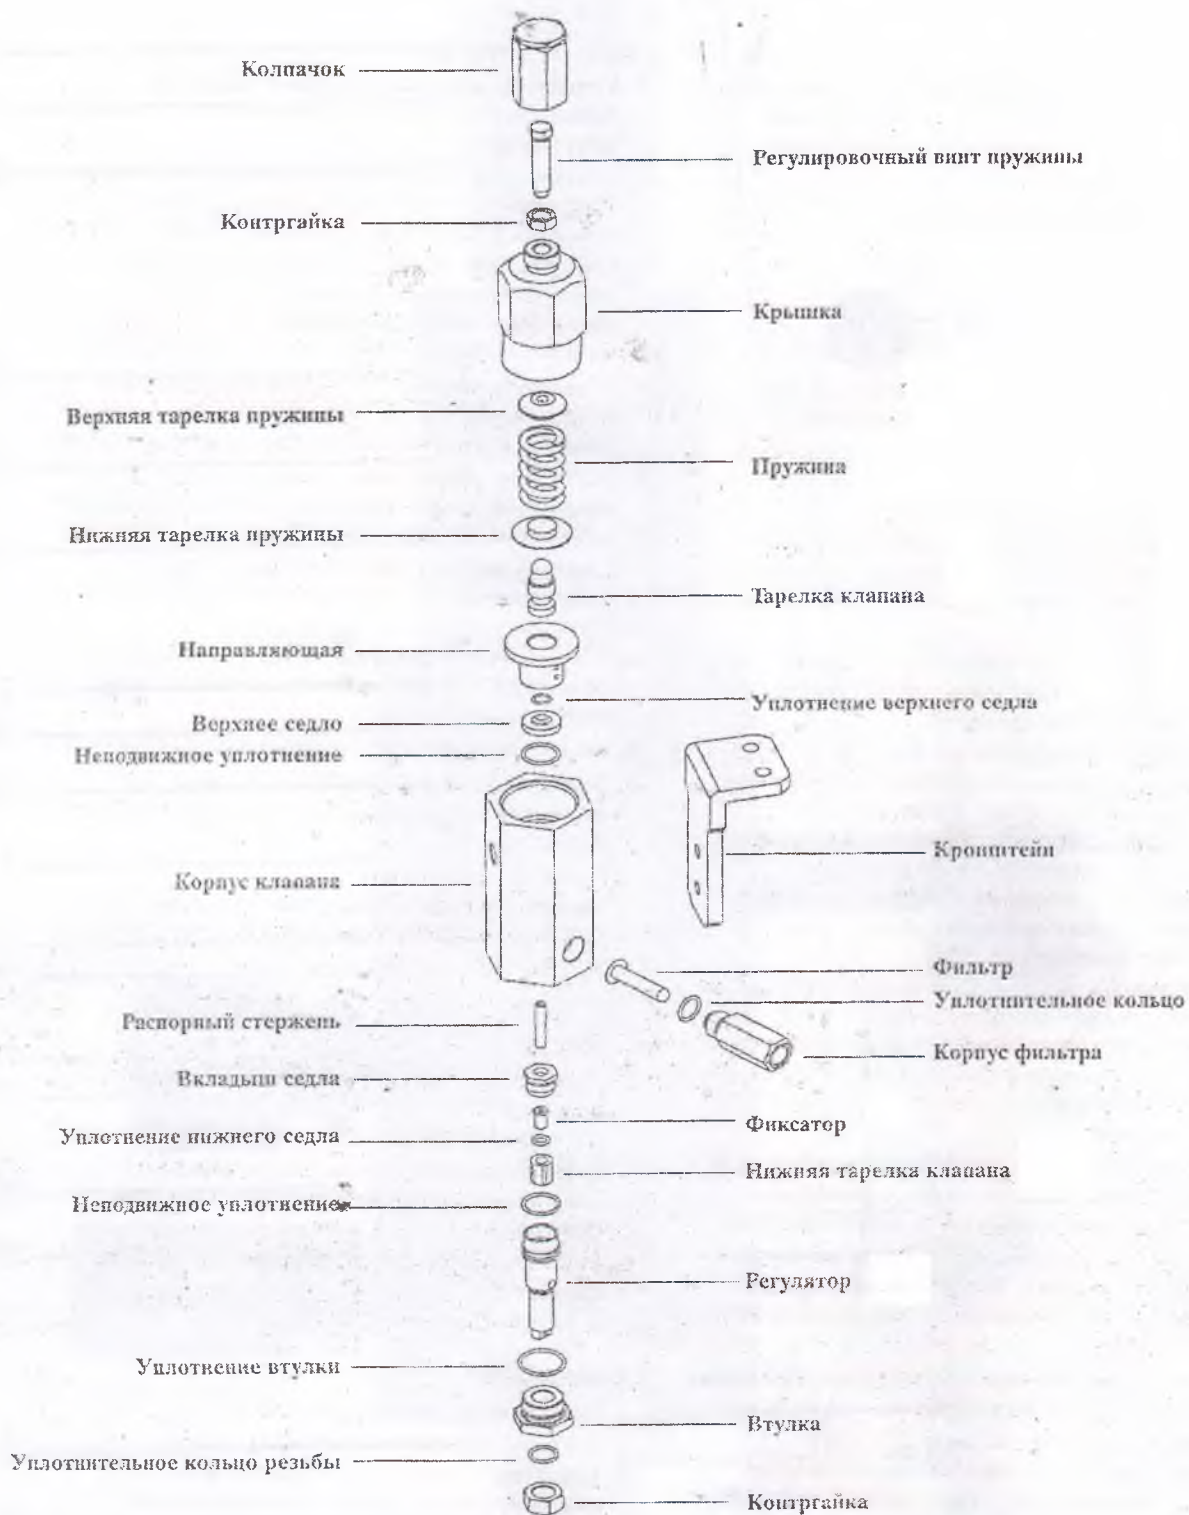 Колпачок
Регулировочный винт пружины
Контргайка
Крышка
Верхняя тарелка пружины
Пружина
Нижняя тарелка пружины
Тарелка клапана
Направляющая
Уплотнение верхнего седла
Верхнее седло
Неподвижное уплотнение
Кронштейн
Корпус клапана
Фильтр
Уплотнительное кольцо
Распорный стержень
Корпус фильтра
Вкладыш седла
Фиксатор
Уплотнение нижнего седла
Нижняя тарелка клапана
Неподвижное уплотнение
Регулятор
Уплотнение втулки
Втулка
Уплотнительное кольцо резьбы
Контргайка